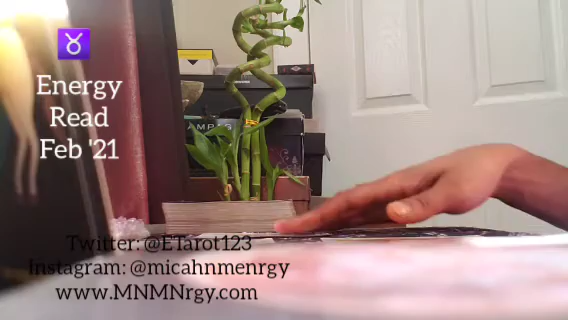 ♉
Energy
Read
Feb '21
Twitter: @ETarot123
Instagram: @micahnmenrgy
www.MNMNrgy.com